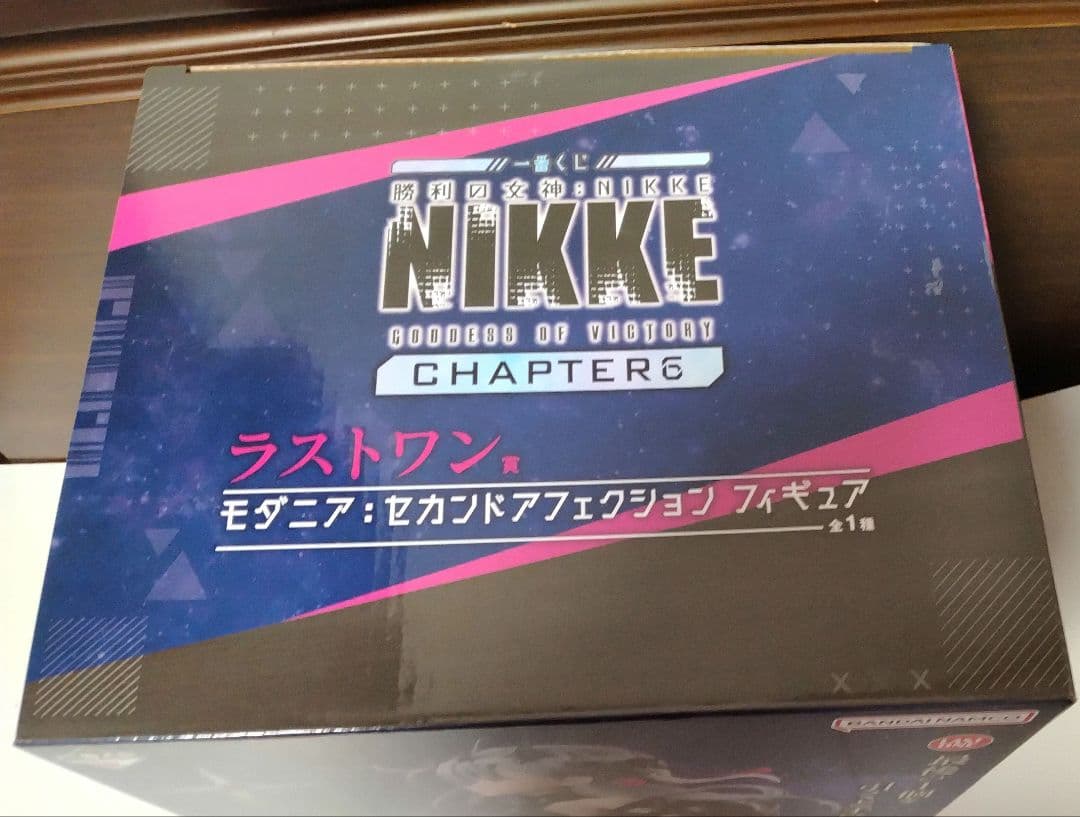 一番くじ
勝利の女神：NIKKE
NIKKE
GODDESS OF VICTORY
CHAPTER6
ラストワン賞
モダニア：セカンドアフェクション フィギュア
全1種
BANDAI NAMCO